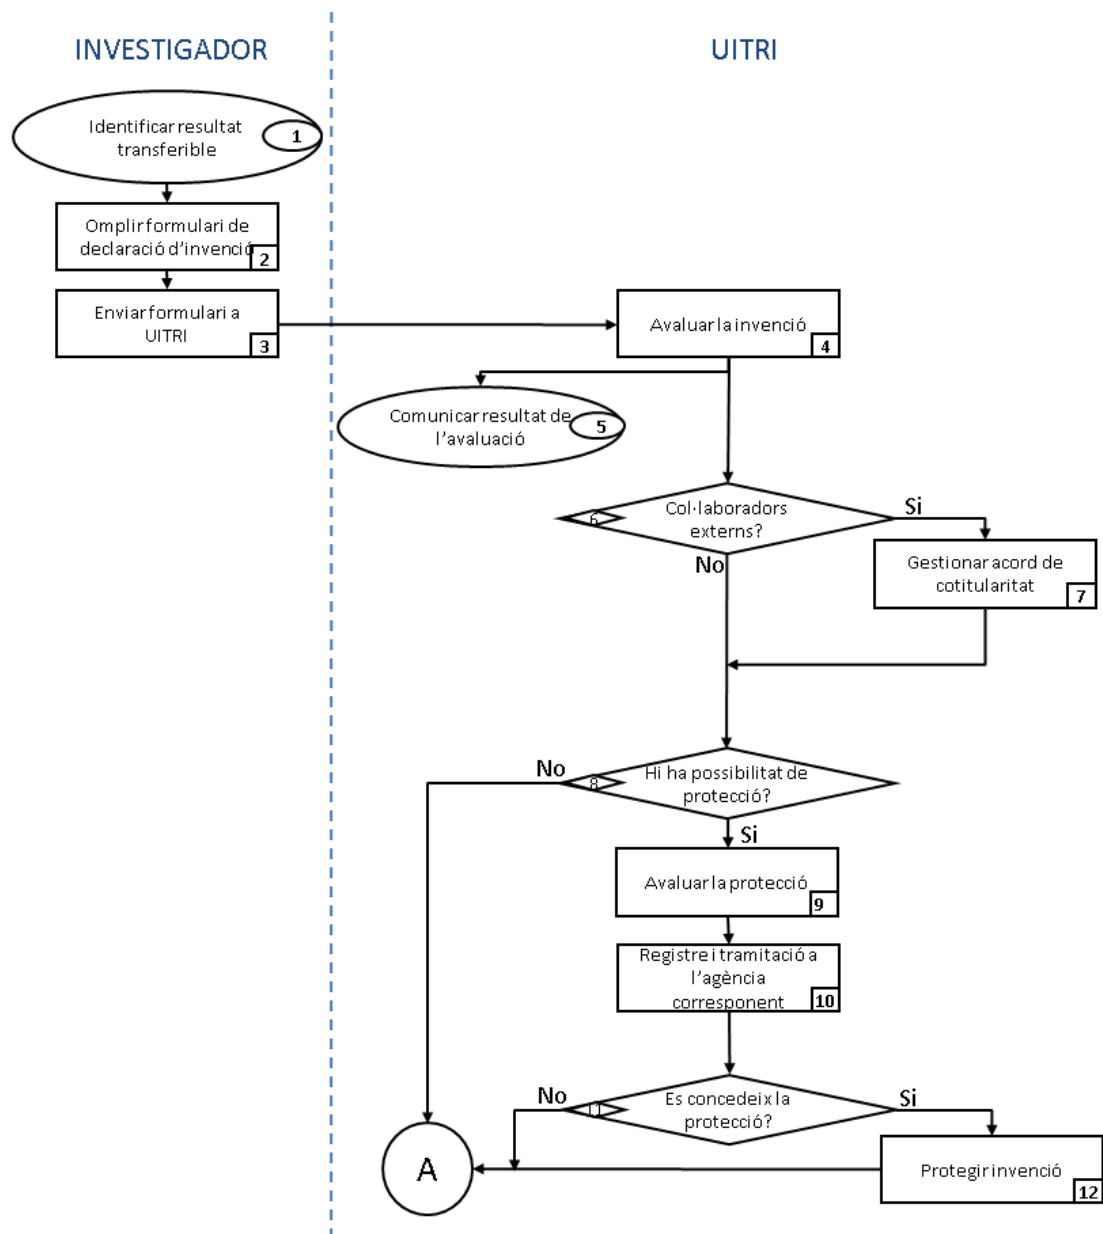 INVESTIGADOR
UITRI
Identificar resultat
transferible
1
Omplir formulari de
declaració d'invenció
2
Enviar formulari a
UITRI
3
Avaluar la invenció
4
Comunicar resultat de
l'avaluació
5
Col·laboradors
externs?
6
Si
No
Gestionar acord de
cotitularitat
7
Hi ha possibilitat de
protecció?
8
No
Si
Avaluar la protecció
9
Registre i tramitació a
l'agència
corresponent
10
Es concedeix la
protecció?
11
No
Si
Protegir invenció
12
A